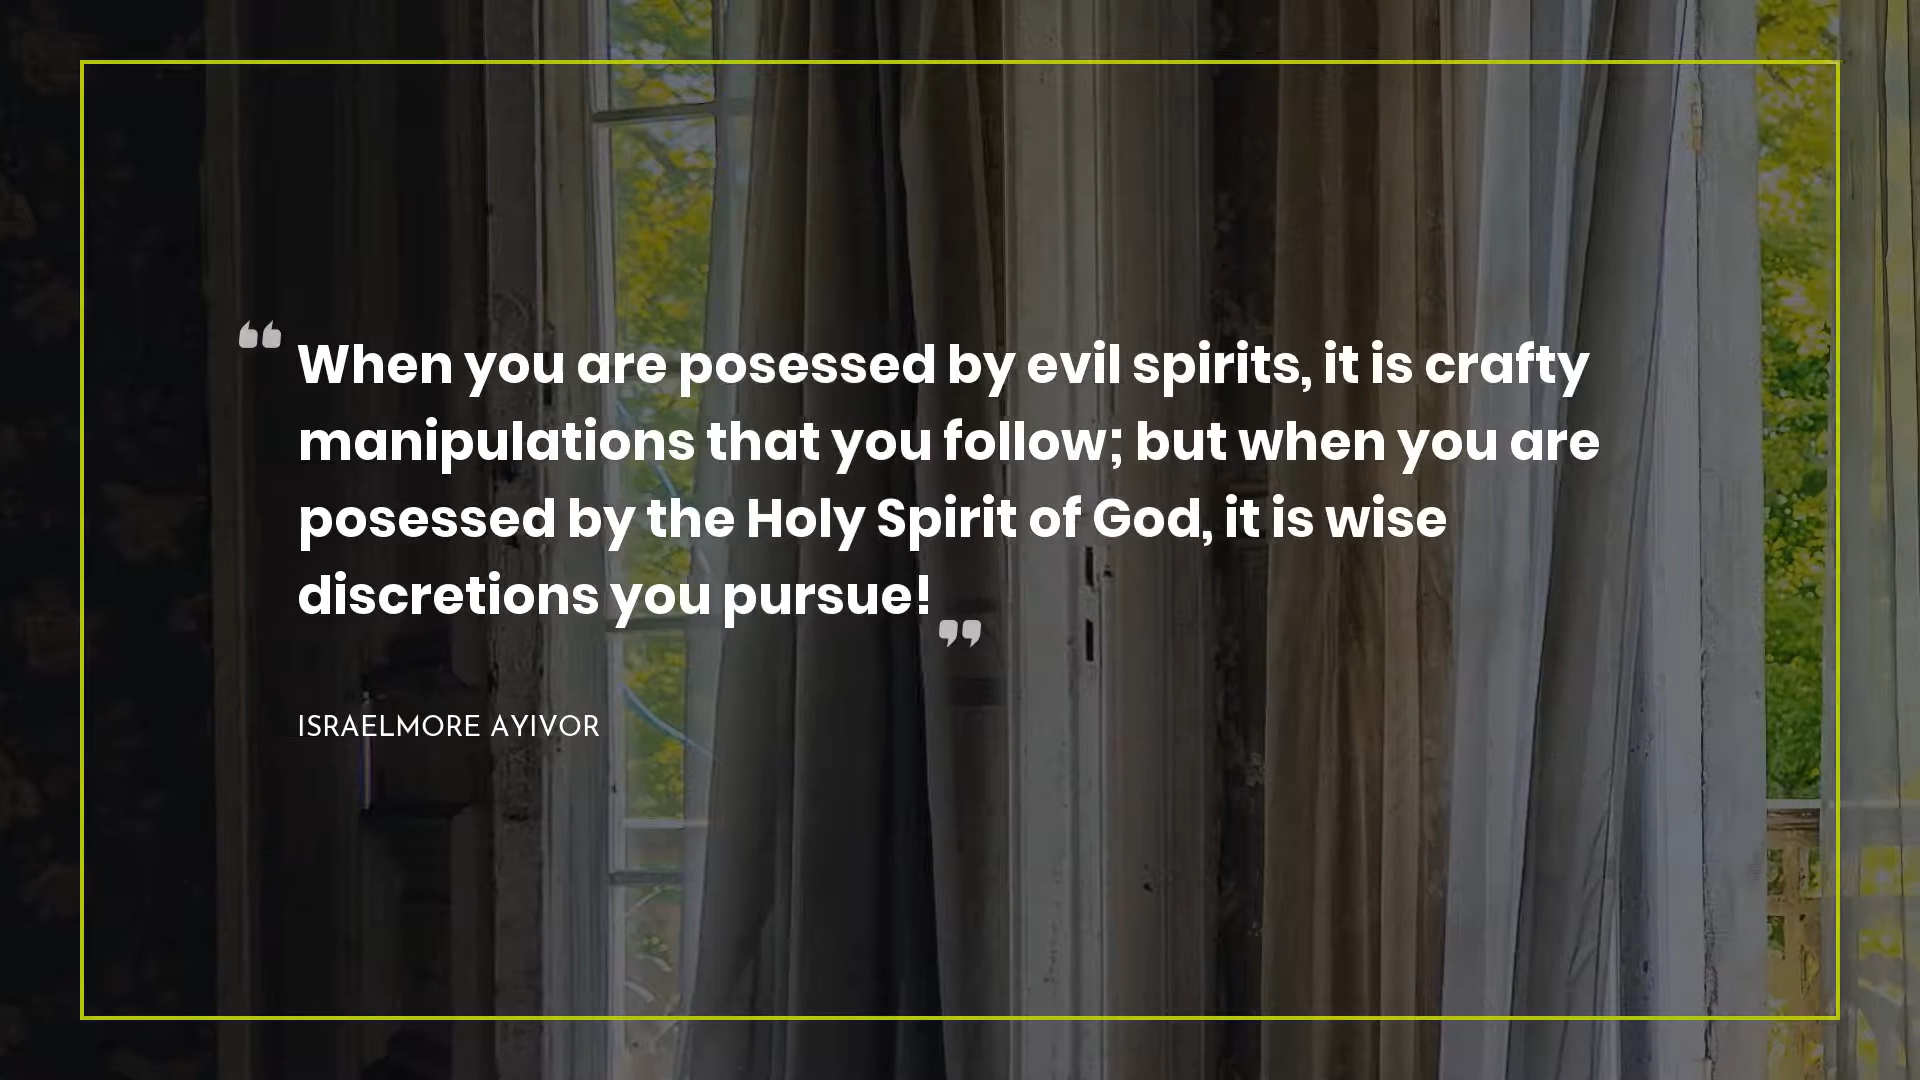 “When you are posessed by evil spirits, it is crafty
manipulations that you follow; but when you are
posessed by the Holy Spirit of God, it is wise
discretions you pursue!”
ISRAELMORE AYIVOR